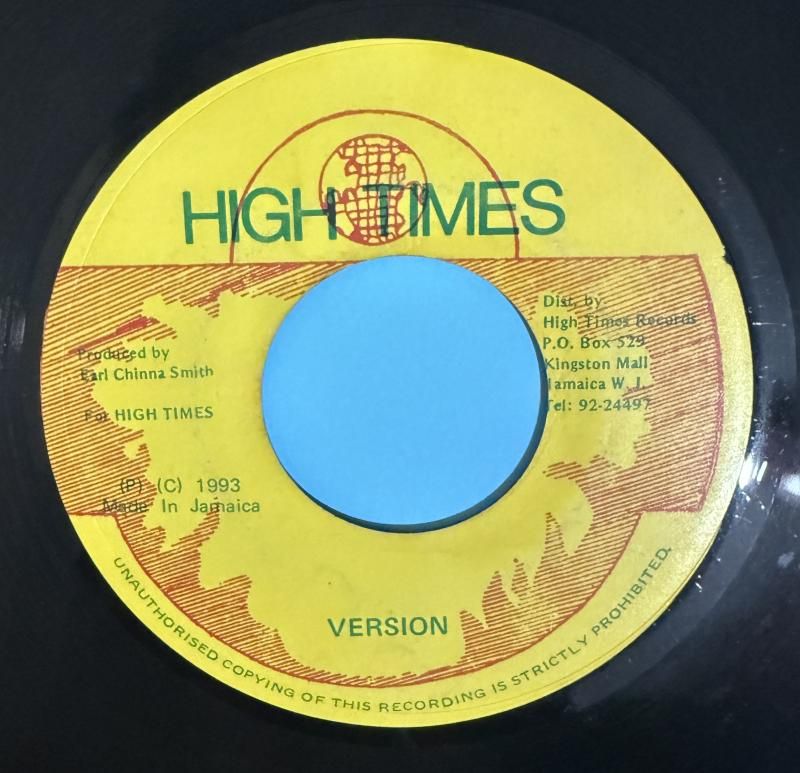 HIGH TIMES
Produced by
Earl Chinna Smith
For HIGH TIMES
(P) (C) 1993
Made In Jamaica
Dist. by
High Times Records
P.O. Box 529
Kingston Mall
Jamaica W. I.
Tel: 92-24497
VERSION
UNAUTHORISED COPYING OF THIS RECORDING IS STRICTLY PROHIBITED.